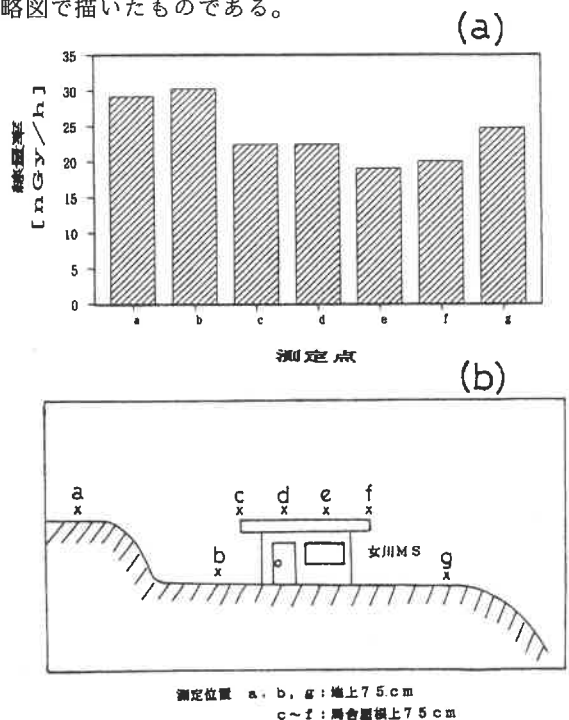 略図で描いたものである。
(a)
線量率
[nGy/h]
35
30
25
20
15
10
5
0
a b c d e f g
測定点
(b)
a
c d e f
b
女川MS
g
測定位置 a, b, g:地上75cm
c~f:局舎屋根上75cm